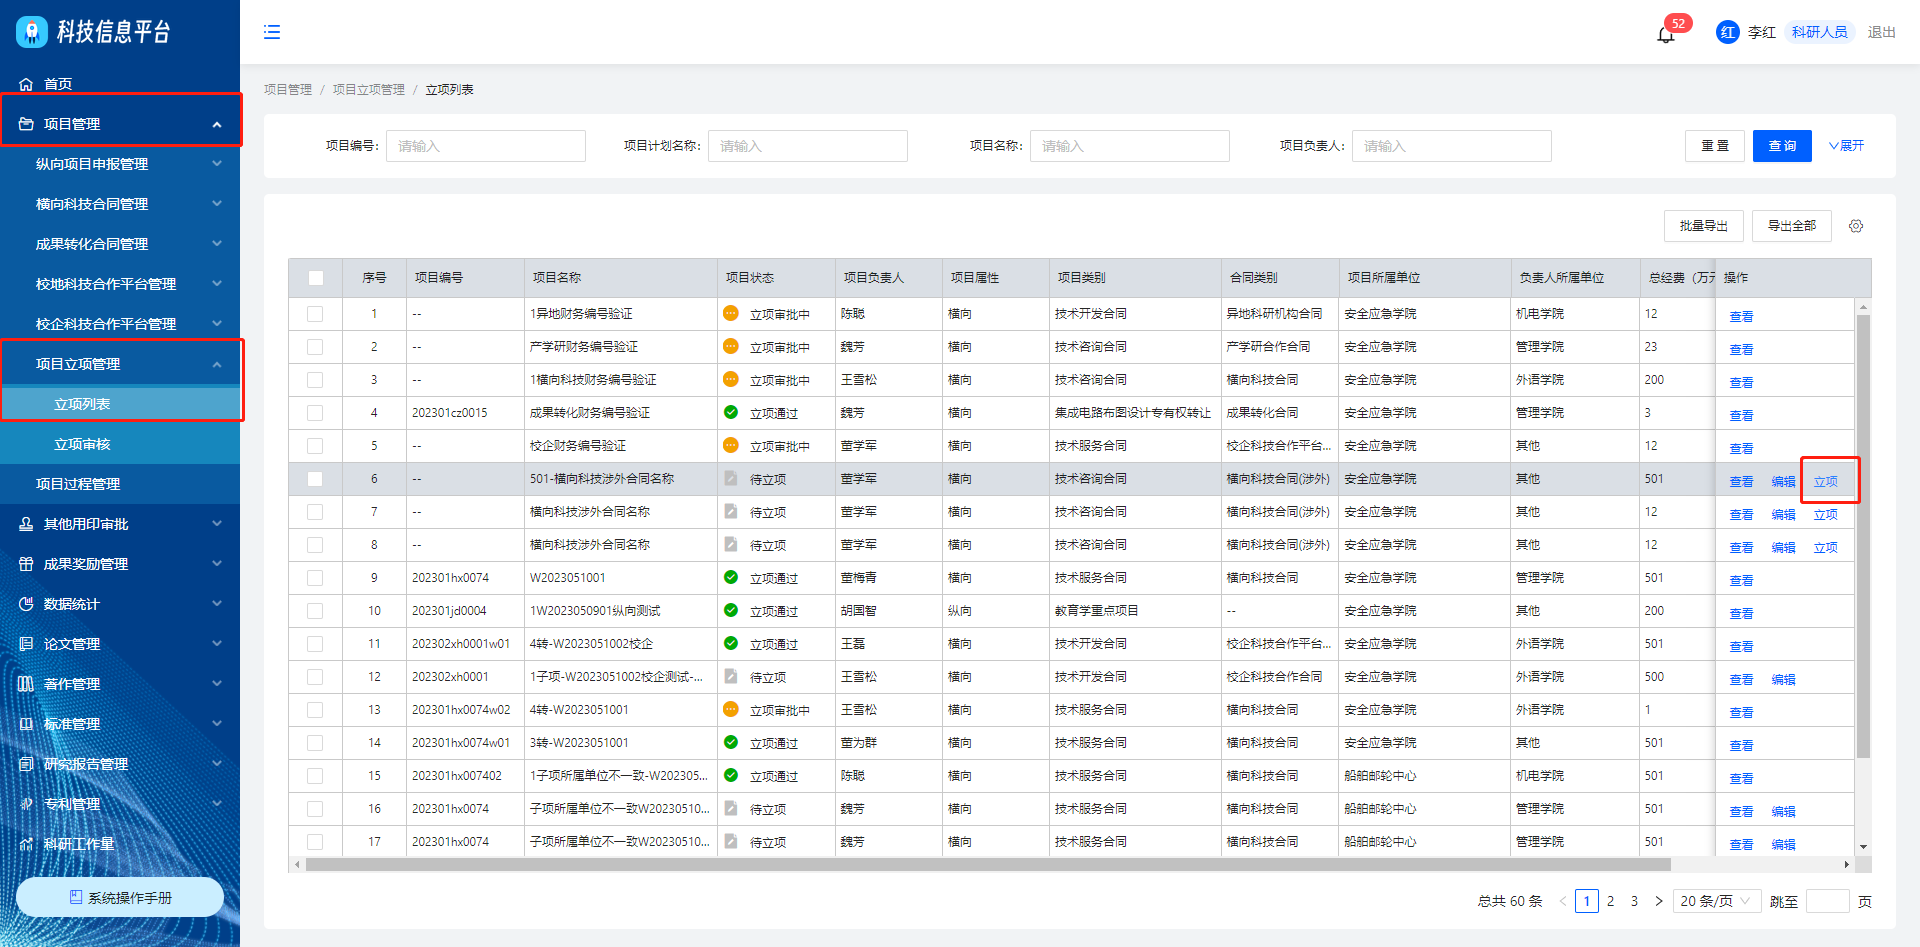 科技信息平台
首页
项目管理
纵向项目申报管理
横向科技合同管理
成果转化合同管理
校地科技合作平台管理
校企科技合作平台管理
项目立项管理
立项列表
立项审核
项目过程管理
其他用印审批
成果奖励管理
数据统计
论文管理
著作管理
标准管理
研究报告管理
专利管理
科研工作量
系统操作手册
52
红 李红 科研人员 退出
项目管理 / 项目立项管理 / 立项列表
项目编号: 请输入 项目计划名称: 请输入 项目名称: 请输入 项目负责人: 请输入 重 置 查 询 展开
批量导出 导出全部
序号 项目编号 项目名称 项目状态 项目负责人 项目属性 项目类别 合同类别 项目所属单位 负责人所属单位 总经费（万元 操作
1 -- 1异地财务编号验证 立项审批中 陈聪 横向 技术开发合同 异地科研机构合同 安全应急学院 机电学院 12 查看
2 -- 产学研财务编号验证 立项审批中 魏芳 横向 技术咨询合同 产学研合作合同 安全应急学院 管理学院 23 查看
3 -- 1横向科技财务编号验证 立项审批中 王雪松 横向 技术咨询合同 横向科技合同 安全应急学院 外语学院 200 查看
4 202301cz0015 成果转化财务编号验证 立项通过 魏芳 横向 集成电路布图设计专有权转让 成果转化合同 安全应急学院 管理学院 3 查看
5 -- 校企财务编号验证 立项审批中 董学军 横向 技术服务合同 校企科技合作平台... 安全应急学院 其他 12 查看
6 -- 501-横向科技涉外合同名称 待立项 董学军 横向 技术咨询合同 横向科技合同(涉外) 安全应急学院 其他 501 查看 编辑 立项
7 -- 横向科技涉外合同名称 待立项 董学军 横向 技术咨询合同 横向科技合同(涉外) 安全应急学院 其他 12 查看 编辑 立项
8 -- 横向科技涉外合同名称 待立项 董学军 横向 技术咨询合同 横向科技合同(涉外) 安全应急学院 其他 12 查看 编辑 立项
9 202301hx0074 W2023051001 立项通过 董梅青 横向 技术服务合同 横向科技合同 安全应急学院 管理学院 501 查看
10 202301jd0004 1W2023050901纵向测试 立项通过 胡国智 纵向 教育学重点项目 -- 安全应急学院 其他 200 查看
11 202302xh0001w01 4转-W2023051002校企 立项通过 王磊 横向 技术开发合同 校企科技合作平台... 安全应急学院 外语学院 501 查看
12 202302xh0001 1子项-W2023051002校企测试-... 待立项 王雪松 横向 技术开发合同 校企科技合作合同 安全应急学院 外语学院 500 查看 编辑
13 202301hx0074w02 4转-W2023051001 立项审批中 王雪松 横向 技术服务合同 横向科技合同 安全应急学院 外语学院 1 查看
14 202301hx0074w01 3转-W2023051001 立项通过 董为群 横向 技术服务合同 横向科技合同 安全应急学院 其他 501 查看
15 202301hx007402 1子项所属单位不一致-W202305... 立项通过 陈聪 横向 技术服务合同 横向科技合同 船舶邮轮中心 机电学院 501 查看
16 202301hx0074 子项所属单位不一致W20230510... 待立项 魏芳 横向 技术服务合同 横向科技合同 船舶邮轮中心 管理学院 501 查看 编辑
17 202301hx0074 子项所属单位不一致W20230510... 待立项 魏芳 横向 技术服务合同 横向科技合同 船舶邮轮中心 管理学院 501 查看 编辑
总共 60 条 < 1 2 3 > 20 条/页 跳至 页